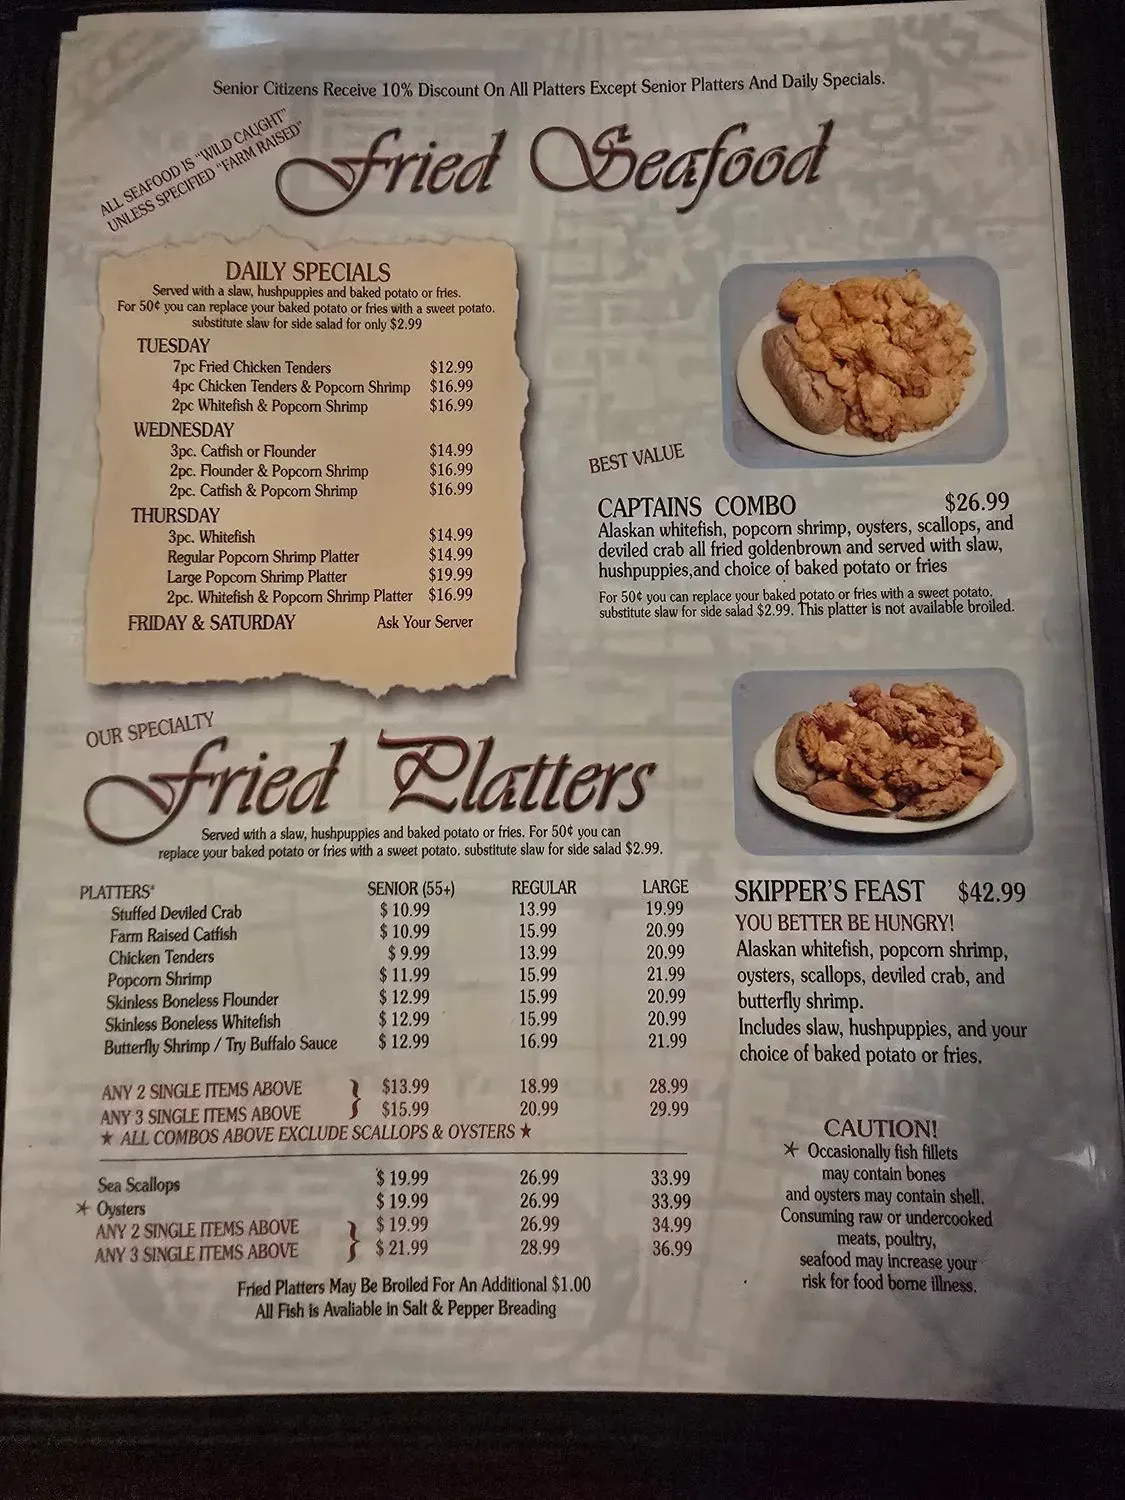 Senior Citizens Receive 10% Discount On All Platters Except Senior Platters And Daily Specials.
ALL SEAFOOD IS "WILD CAUGHT"
UNLESS SPECIFIED "FARM RAISED"
Fried Seafood
DAILY SPECIALS
Served with a slaw, hushpuppies and baked potato or fries.
For 50¢ you can replace your baked potato or fries with a sweet potato.
substitute slaw for side salad for only $2.99
TUESDAY
7pc Fried Chicken Tenders $12.99
4pc Chicken Tenders & Popcorn Shrimp $16.99
2pc Whitefish & Popcorn Shrimp $16.99
WEDNESDAY
3pc. Catfish or Flounder $14.99
2pc. Flounder & Popcorn Shrimp $16.99
2pc. Catfish & Popcorn Shrimp $16.99
THURSDAY
3pc. Whitefish $14.99
Regular Popcorn Shrimp Platter $14.99
Large Popcorn Shrimp Platter $19.99
2pc. Whitefish & Popcorn Shrimp Platter $16.99
FRIDAY & SATURDAY Ask Your Server
BEST VALUE
CAPTAINS COMBO $26.99
Alaskan whitefish, popcorn shrimp, oysters, scallops, and
deviled crab all fried goldenbrown and served with slaw,
hushpuppies,and choice of baked potato or fries
For 50¢ you can replace your baked potato or fries with a sweet potato.
substitute slaw for side salad $2.99. This platter is not available broiled.
OUR SPECIALTY
Fried Platters
Served with a slaw, hushpuppies and baked potato or fries. For 50¢ you can
replace your baked potato or fries with a sweet potato. substitute slaw for side salad $2.99.
PLATTERS* SENIOR (55+) REGULAR LARGE
Stuffed Deviled Crab $ 10.99 13.99 19.99
Farm Raised Catfish $ 10.99 15.99 20.99
Chicken Tenders $ 9.99 13.99 20.99
Popcorn Shrimp $ 11.99 15.99 21.99
Skinless Boneless Flounder $ 12.99 15.99 20.99
Skinless Boneless Whitefish $ 12.99 15.99 20.99
Butterfly Shrimp / Try Buffalo Sauce $ 12.99 16.99 21.99
ANY 2 SINGLE ITEMS ABOVE } $13.99 18.99 28.99
ANY 3 SINGLE ITEMS ABOVE $15.99 20.99 29.99
★ ALL COMBOS ABOVE EXCLUDE SCALLOPS & OYSTERS ★
Sea Scallops $ 19.99 26.99 33.99
* Oysters $ 19.99 26.99 33.99
ANY 2 SINGLE ITEMS ABOVE } $ 19.99 26.99 34.99
ANY 3 SINGLE ITEMS ABOVE $ 21.99 28.99 36.99
Fried Platters May Be Broiled For An Additional $1.00
All Fish is Avaliable in Salt & Pepper Breading
SKIPPER'S FEAST $42.99
YOU BETTER BE HUNGRY!
Alaskan whitefish, popcorn shrimp,
oysters, scallops, deviled crab, and
butterfly shrimp.
Includes slaw, hushpuppies, and your
choice of baked potato or fries.
CAUTION!
* Occasionally fish fillets
may contain bones
and oysters may contain shell.
Consuming raw or undercooked
meats, poultry,
seafood may increase your
risk for food borne illness.